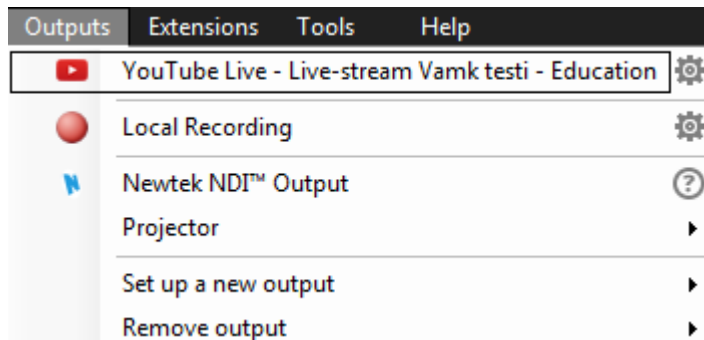 Outputs Extensions Tools Help
YouTube Live - Live-stream Vamk testi - Education
Local Recording
Newtek NDI™ Output
Projector
Set up a new output
Remove output